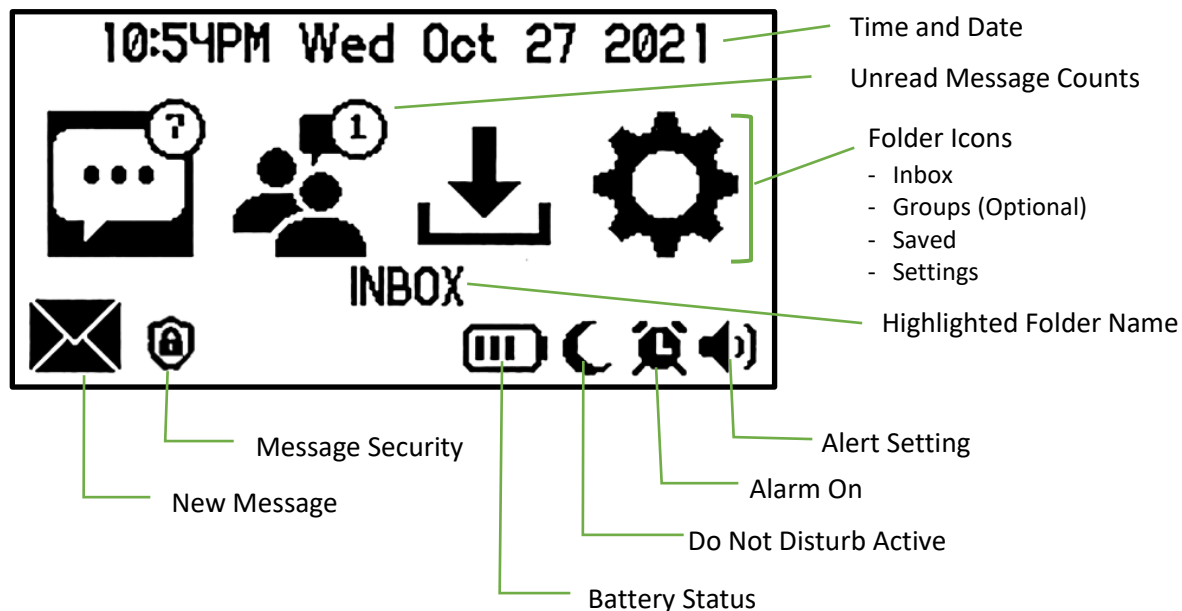 10:54PM Wed Oct 27 2021
Time and Date
Unread Message Counts
7
1
Folder Icons
- Inbox
- Groups (Optional)
- Saved
- Settings
INBOX
Highlighted Folder Name
Message Security
Alert Setting
New Message
Alarm On
Do Not Disturb Active
Battery Status